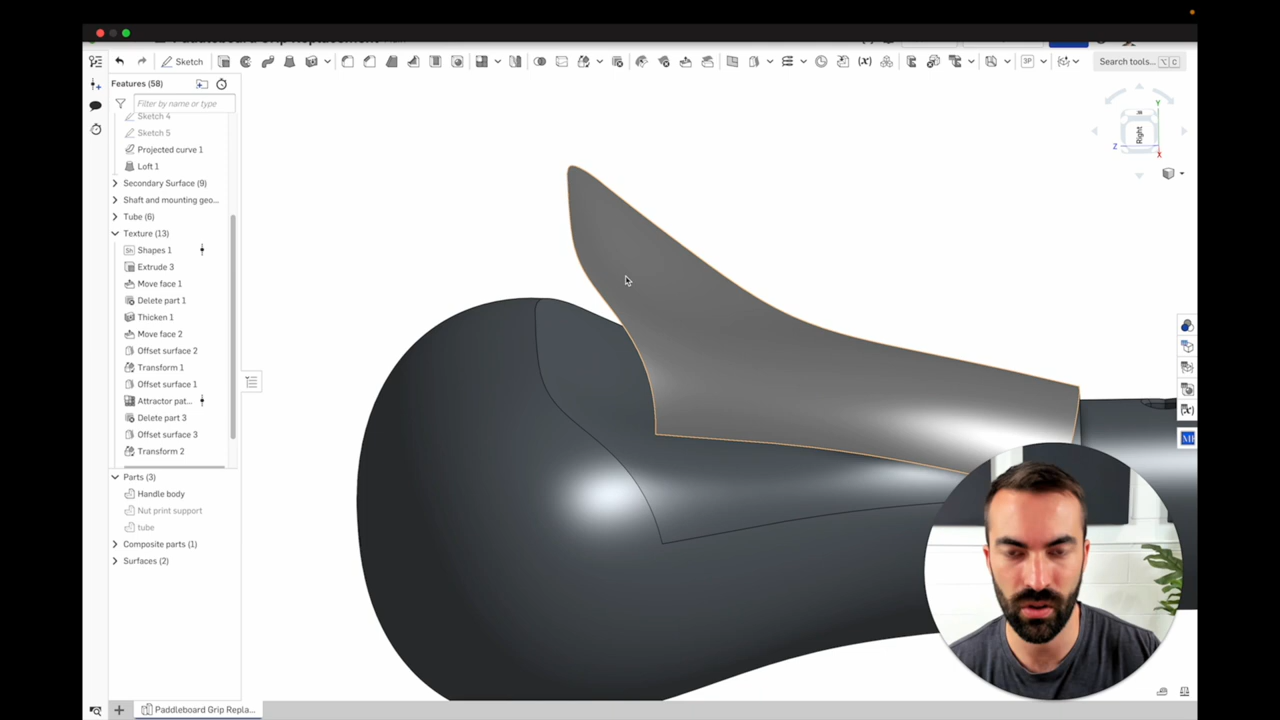 Sketch
Search tools...
Features (58)
Filter by name or type
Sketch 4
Sketch 5
Projected curve 1
Loft 1
Secondary Surface (9)
Shaft and mounting geo...
Tube (6)
Texture (13)
Shapes 1
Extrude 3
Move face 1
Delete part 1
Thicken 1
Move face 2
Offset surface 2
Transform 1
Offset surface 1
Attractor pat...
Delete part 3
Offset surface 3
Transform 2
Parts (3)
Handle body
Nut print support
tube
Composite parts (1)
Surfaces (2)
Y
Right
Z
X
Paddleboard Grip Repla...